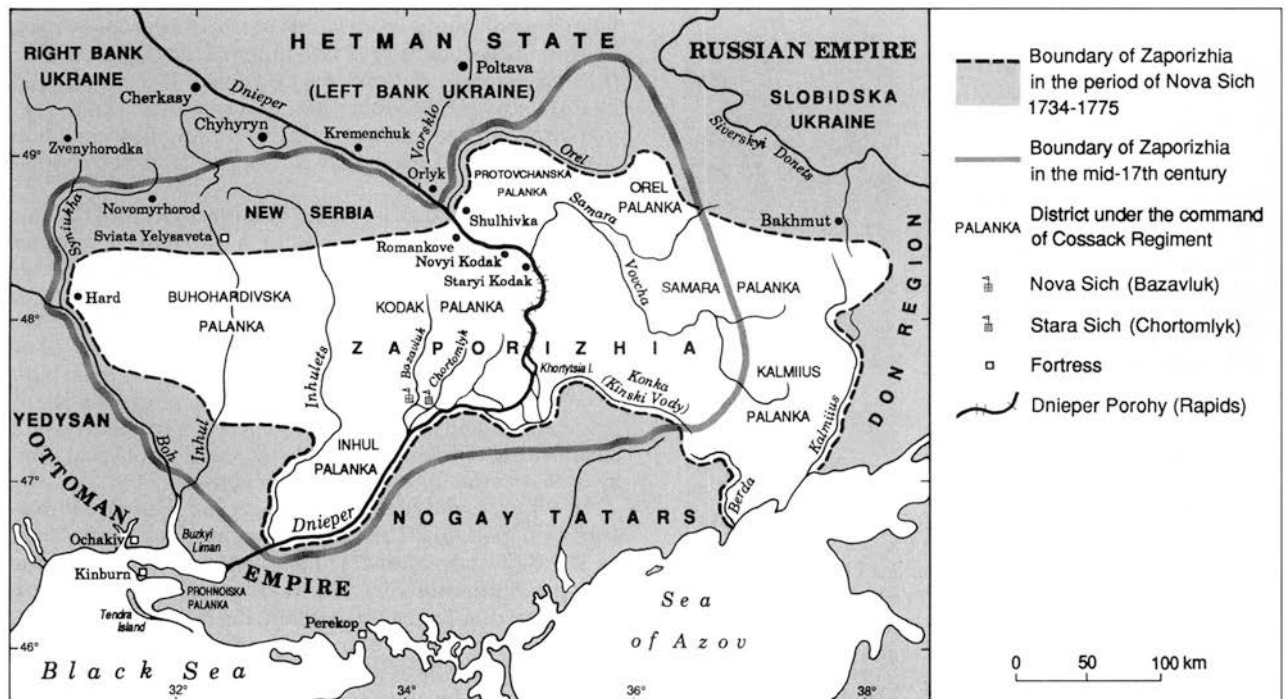 RIGHT BANK
UKRAINE
HETMAN STATE
(LEFT BANK UKRAINE)
RUSSIAN EMPIRE
SLOBIDSKA
UKRAINE
Poltava
Cherkasy
Dnieper
Chyhyryn
Kremenchuk
Vorsklo
Siverskyi Donets
49°
Zvenyhorodka
Orlyk
Orel
PROTOVCHANSKA
PALANKA
OREL
PALANKA
Novomyrhorod
NEW SERBIA
Shulhivka
Samara
Bakhmut
Syniukha
Sviata Yelysaveta
Romankove
Novyi Kodak
Staryi Kodak
Vovcha
DON REGION
Hard
BUHOHARDIVSKA
PALANKA
KODAK PALANKA
SAMARA PALANKA
48°
ZAPORIZHIA
Inhulets
Bazavluk
Chortomlyk
Khortytsia I.
Konka
(Kinski Vody)
KALMIIUS
PALANKA
Kalmiius
YEDYSAN
OTTOMAN
EMPIRE
Boh
Inhul
INHUL
PALANKA
47°
Dnieper
NOGAY TATARS
Berda
Ochakiv
Buzkyi
Liman
Kinburn
PROHNOISKA
PALANKA
Tendra
Island
Perekop
Sea
of Azov
46°
Black Sea
32°
34°
36°
38°
Boundary of Zaporizhia
in the period of Nova Sich
1734-1775
Boundary of Zaporizhia
in the mid-17th century
PALANKA
District under the command
of Cossack Regiment
Nova Sich (Bazavluk)
Stara Sich (Chortomlyk)
Fortress
Dnieper Porohy (Rapids)
0 50 100 km